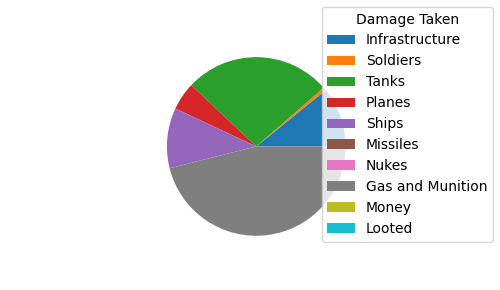 Damage Taken
Infrastructure
Soldiers
Tanks
Planes
Ships
Missiles
Nukes
Gas and Munition
Money
Looted